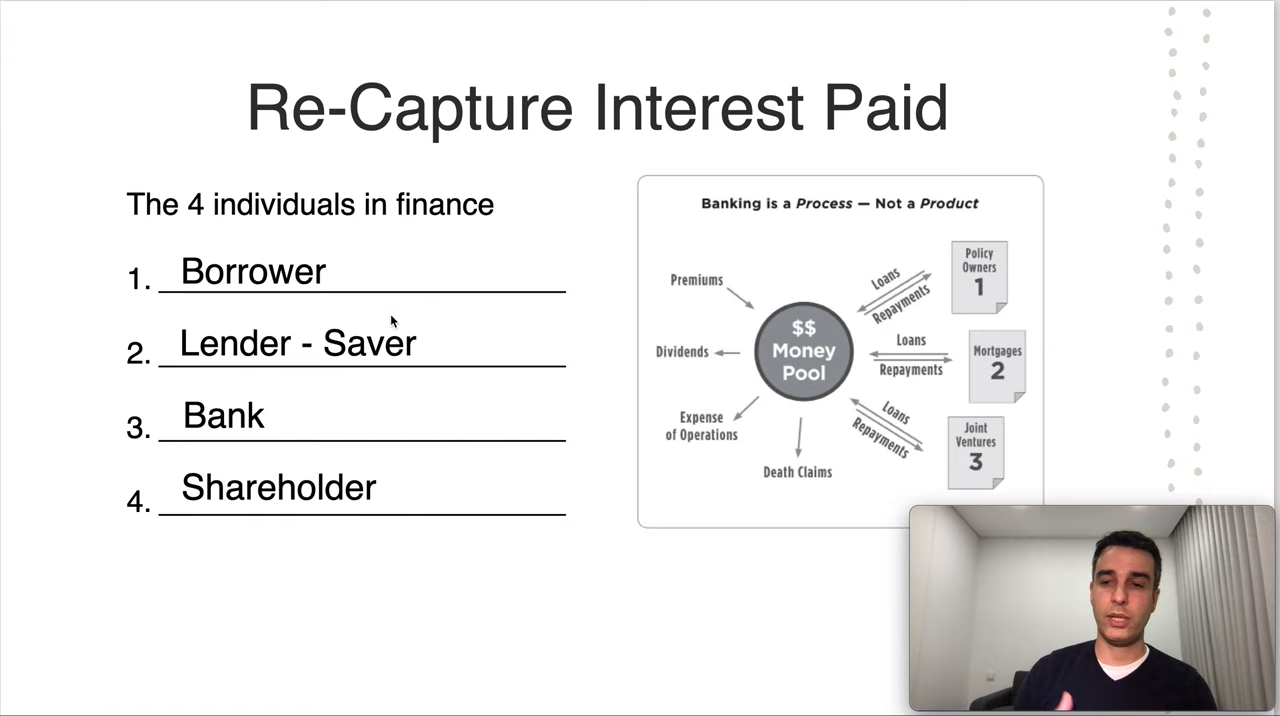 Re-Capture Interest Paid
The 4 individuals in finance
1. Borrower
2. Lender - Saver
3. Bank
4. Shareholder
Banking is a Process — Not a Product
Premiums
Dividends
Expense
of Operations
Death Claims
$$
Money
Pool
Loans
Repayments
Policy
Owners
1
Loans
Repayments
Mortgages
2
Loans
Repayments
Joint
Ventures
3